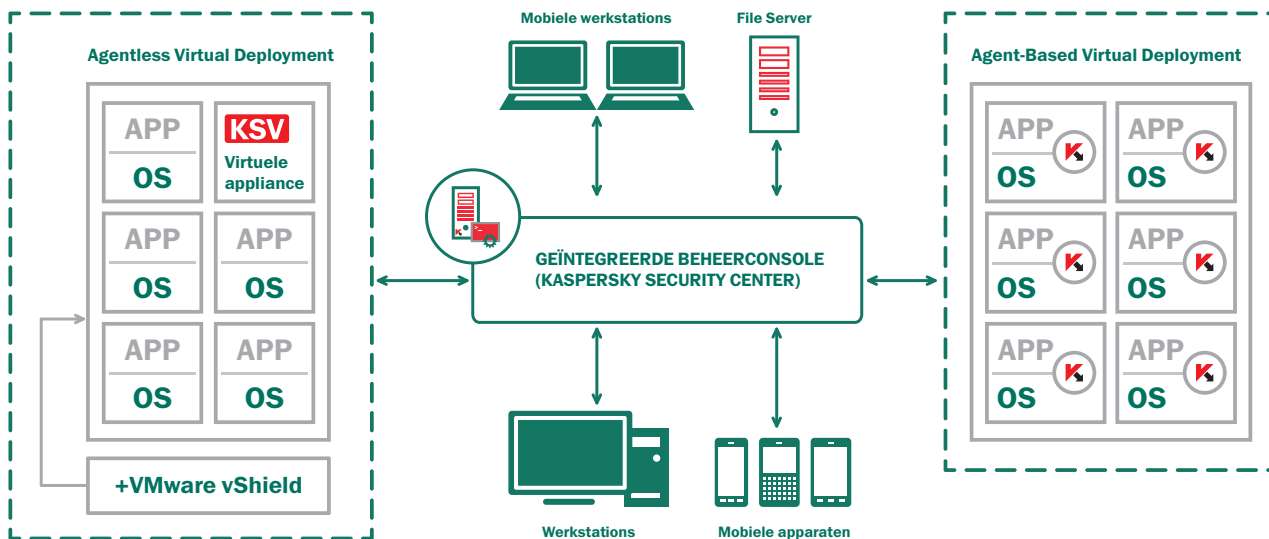 Mobiele werkstations
File Server
Agentless Virtual Deployment
APP
OS
KSV
Virtuele
appliance
APP
OS
APP
OS
APP
OS
APP
OS
+VMware vShield
GEÏNTEGREERDE BEHEERCONSOLE
(KASPERSKY SECURITY CENTER)
Werkstations
Mobiele apparaten
Agent-Based Virtual Deployment
APP
OS
APP
OS
APP
OS
APP
OS
APP
OS
APP
OS